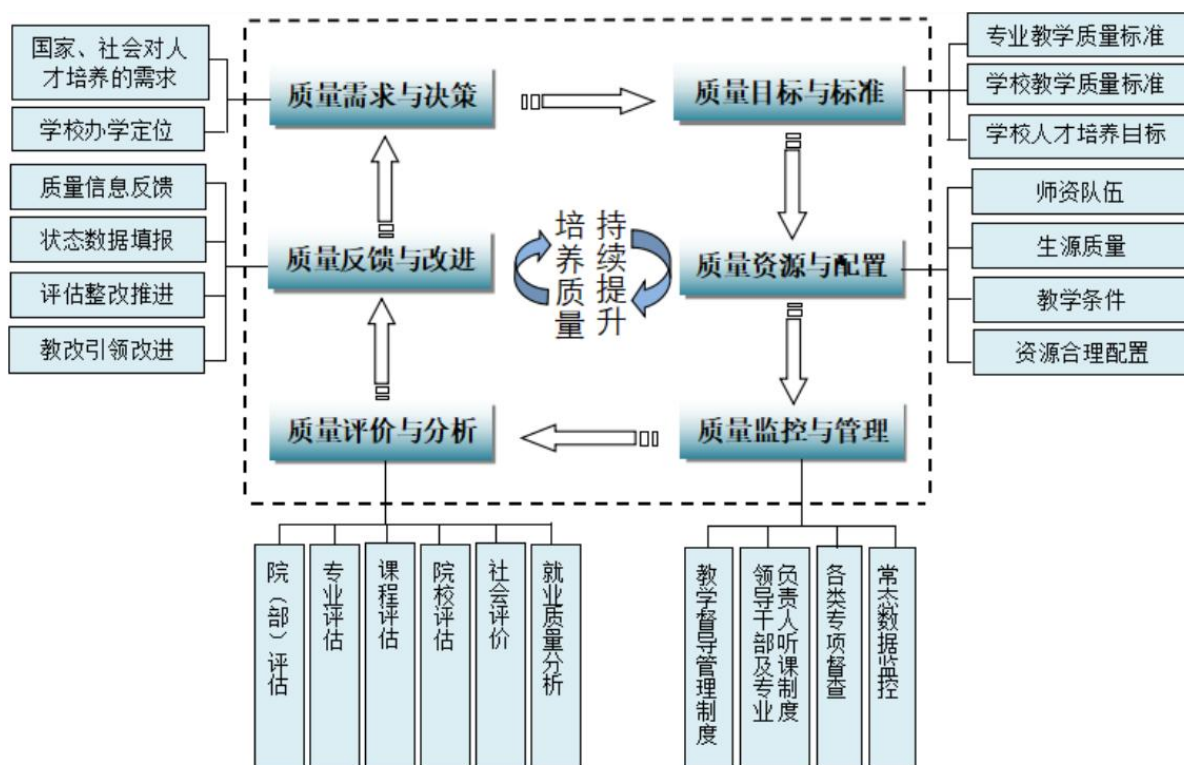 国家、社会对人
才培养的需求
学校办学定位
质量信息反馈
状态数据填报
评估整改推进
教改引领改进
质量需求与决策
质量目标与标准
质量反馈与改进
培养质量
持续提升
质量资源与配置
质量评价与分析
质量监控与管理
专业教学质量标准
学校教学质量标准
学校人才培养目标
师资队伍
生源质量
教学条件
资源合理配置
院（部）评估
专业评估
课程评估
院校评估
社会评价
就业质量分析
教学督导管理制度
领导干部及专业
负责人听课制度
各类专项督查
常态数据监控